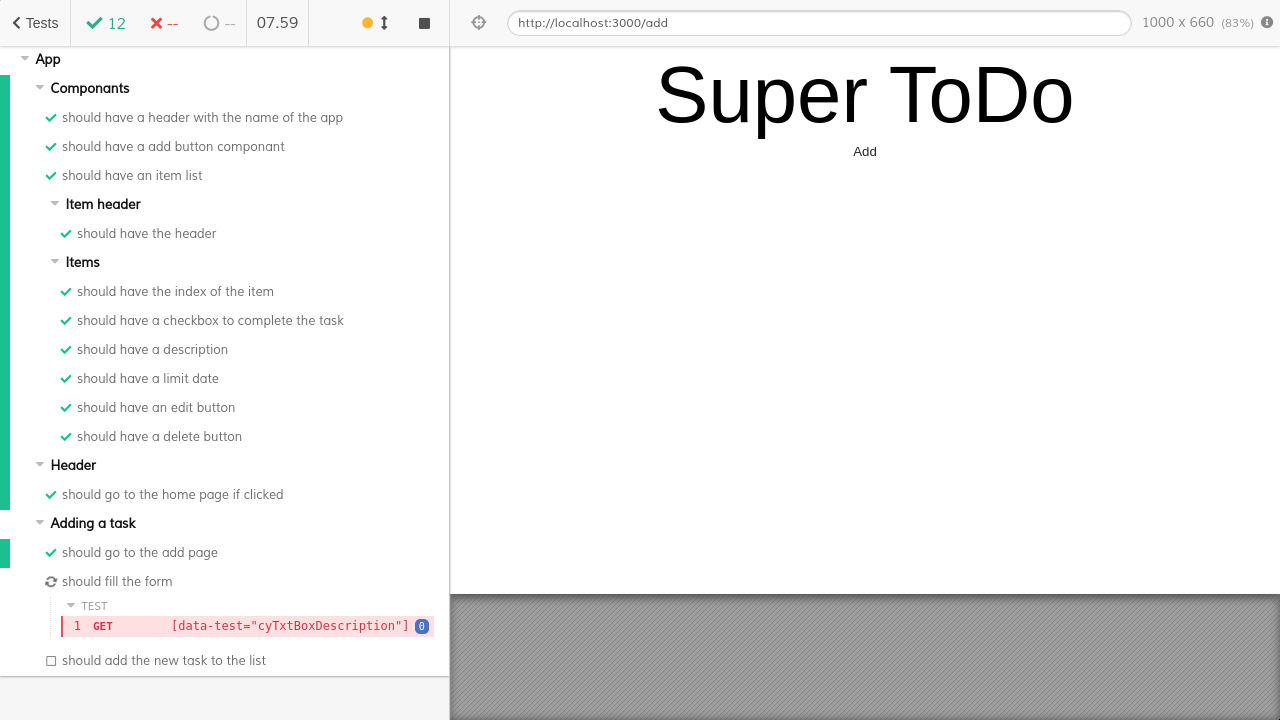 Tests 12 -- -- 07.59
http://localhost:3000/add 1000 x 660 (83%)
App
Componants
should have a header with the name of the app
should have a add button componant
should have an item list
Item header
should have the header
Items
should have the index of the item
should have a checkbox to complete the task
should have a description
should have a limit date
should have an edit button
should have a delete button
Header
should go to the home page if clicked
Adding a task
should go to the add page
should fill the form
TEST
1 GET [data-test="cyTxtBoxDescription"] 0
should add the new task to the list
Super ToDo
Add